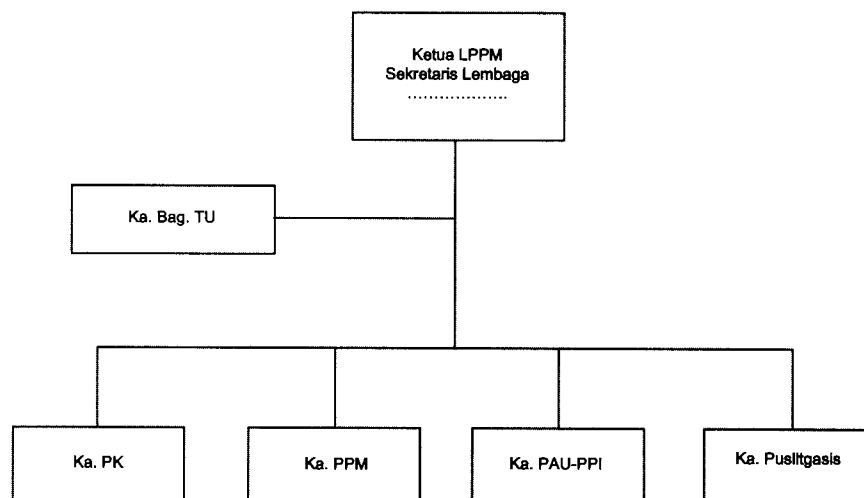 Ketua LPPM
Sekretaris Lembaga
...................
Ka. Bag. TU
Ka. PK
Ka. PPM
Ka. PAU-PPI
Ka. Puslitgasis